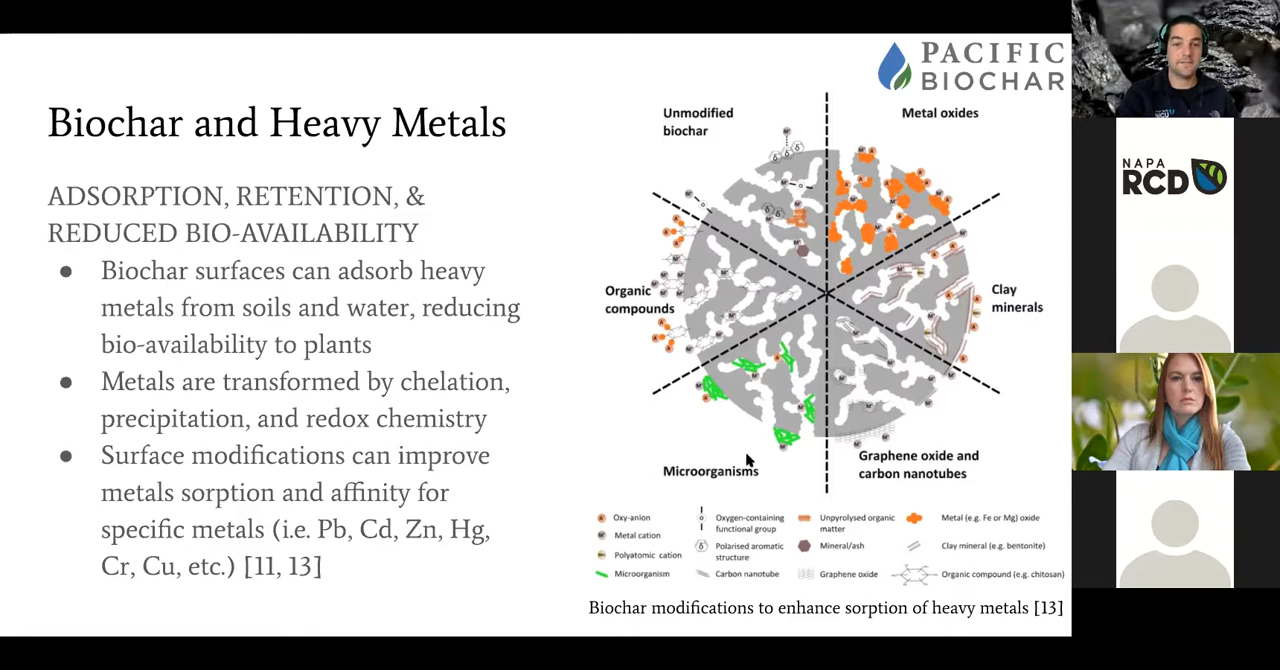 PACIFIC
BIOCHAR
Biochar and Heavy Metals
ADSORPTION, RETENTION, &
REDUCED BIO-AVAILABILITY
● Biochar surfaces can adsorb heavy
metals from soils and water, reducing
bio-availability to plants
● Metals are transformed by chelation,
precipitation, and redox chemistry
● Surface modifications can improve
metals sorption and affinity for
specific metals (i.e. Pb, Cd, Zn, Hg,
Cr, Cu, etc.) [11, 13]
Unmodified
biochar
Metal oxides
Organic
compounds
Clay
minerals
Microorganisms
Graphene oxide and
carbon nanotubes
Oxy-anion
Metal cation
Polyatomic cation
Microorganism
Oxygen-containing
functional group
Polarised aromatic
structure
Carbon nanotube
Unpyrolysed organic
matter
Mineral/ash
Graphene oxide
Metal (e.g. Fe or Mg) oxide
Clay mineral (e.g. bentonite)
Organic compound (e.g. chitosan)
Biochar modifications to enhance sorption of heavy metals [13]
NAPA
RCD